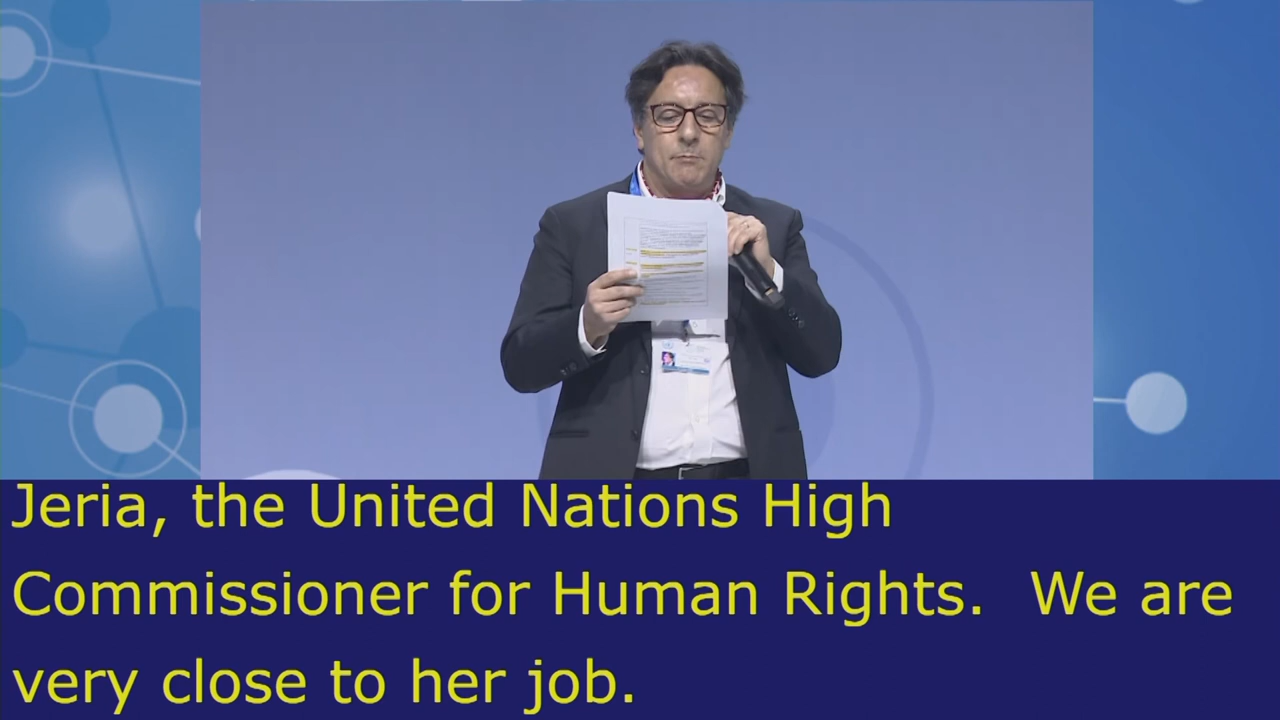 Jeria, the United Nations High
Commissioner for Human Rights.  We are
very close to her job.